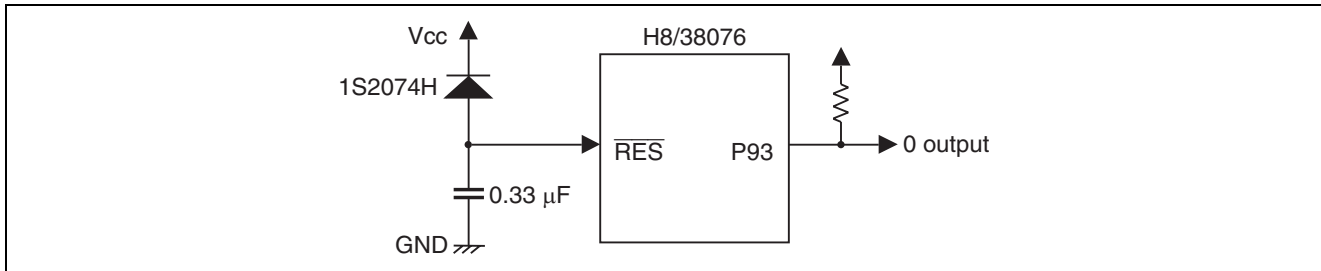 Vcc
H8/38076
1S2074H
RES
P93
0 output
0.33 μF
GND